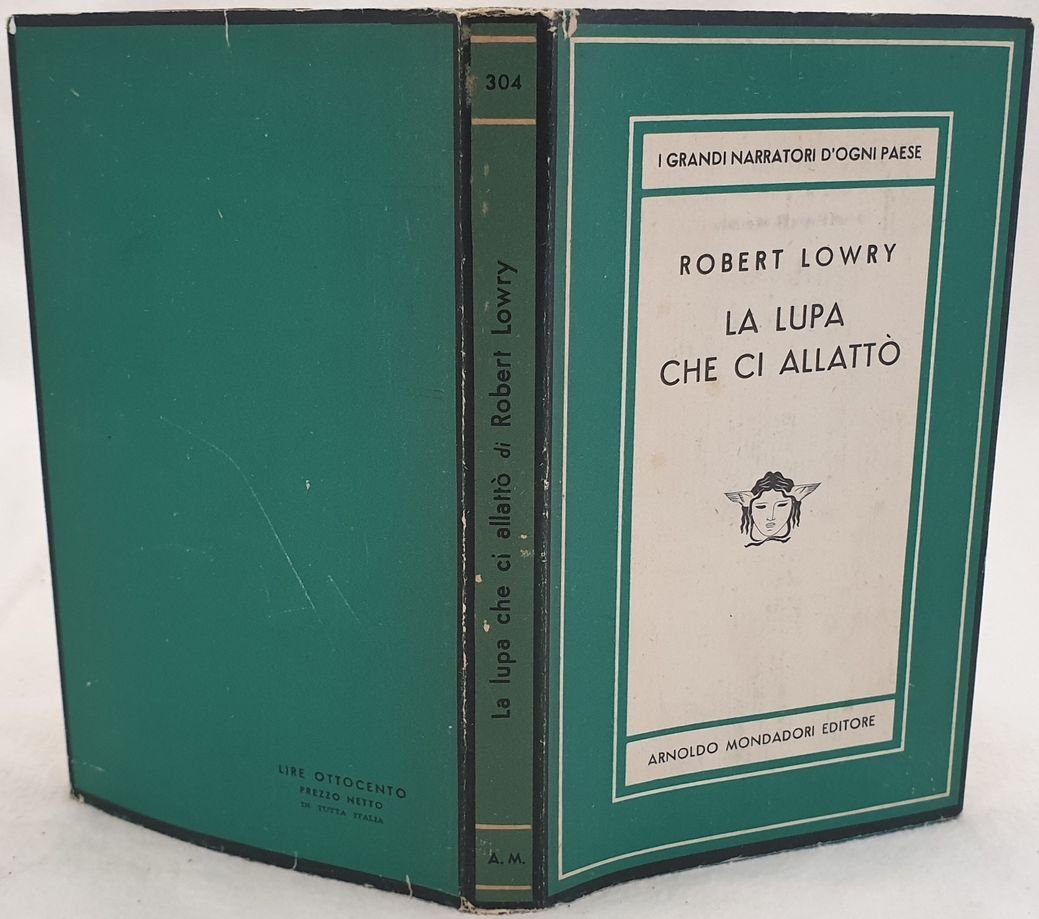 LIRE OTTOCENTO
PREZZO NETTO
IN TUTTA ITALIA
304
La lupa che ci allattò di Robert Lowry
A. M.
I GRANDI NARRATORI D'OGNI PAESE
ROBERT LOWRY
LA LUPA
CHE CI ALLATTÒ
ARNOLDO MONDADORI EDITORE